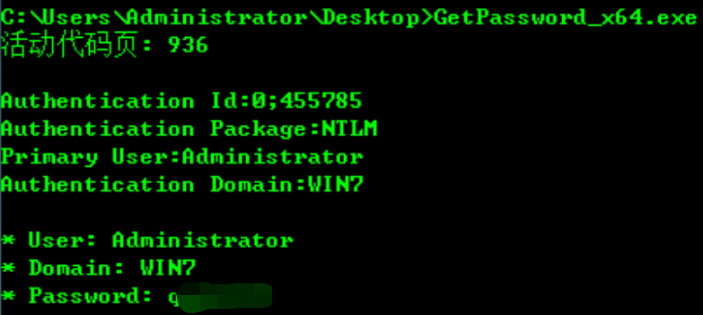 C:\Users\Administrator\Desktop>GetPassword_x64.exe
活动代码页: 936
Authentication Id:0;455785
Authentication Package:NTLM
Primary User:Administrator
Authentication Domain:WIN7
* User: Administrator
* Domain: WIN7
* Password: q